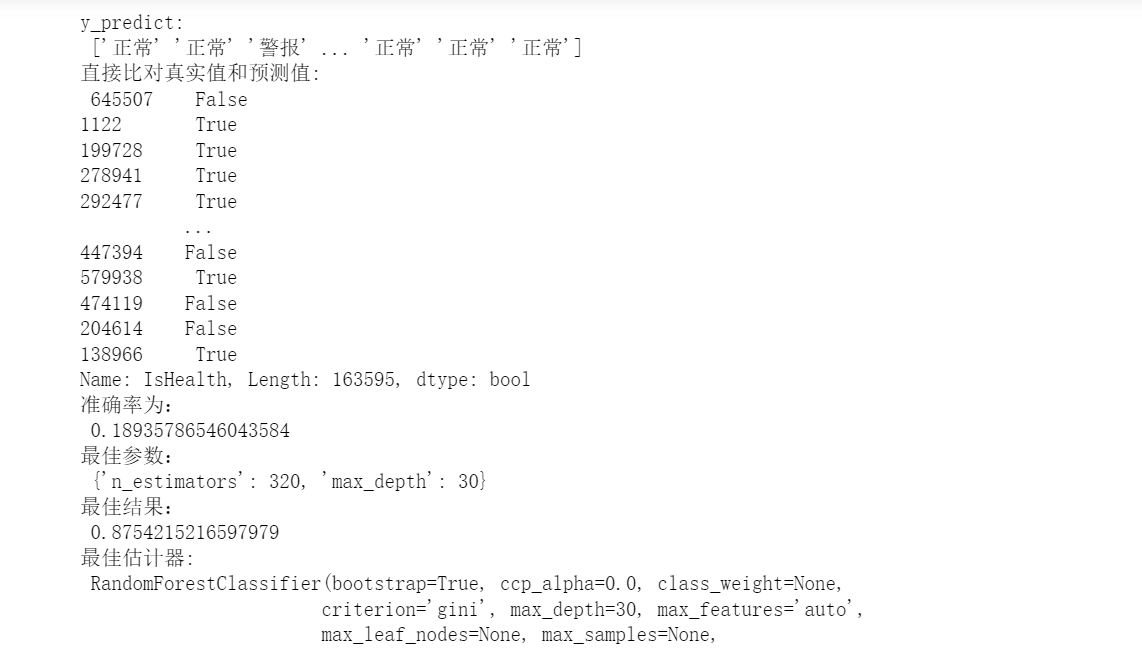 y_predict:
['正常' '正常' '警报' ... '正常' '正常' '正常']
直接比对真实值和预测值:
645507    False
1122       True
199728     True
278941     True
292477     True
...
447394    False
579938     True
474119    False
204614    False
138966     True
Name: IsHealth, Length: 163595, dtype: bool
准确率为:
0.18935786546043584
最佳参数:
{'n_estimators': 320, 'max_depth': 30}
最佳结果:
0.8754215216597979
最佳估计器:
RandomForestClassifier(bootstrap=True, ccp_alpha=0.0, class_weight=None,
criterion='gini', max_depth=30, max_features='auto',
max_leaf_nodes=None, max_samples=None,